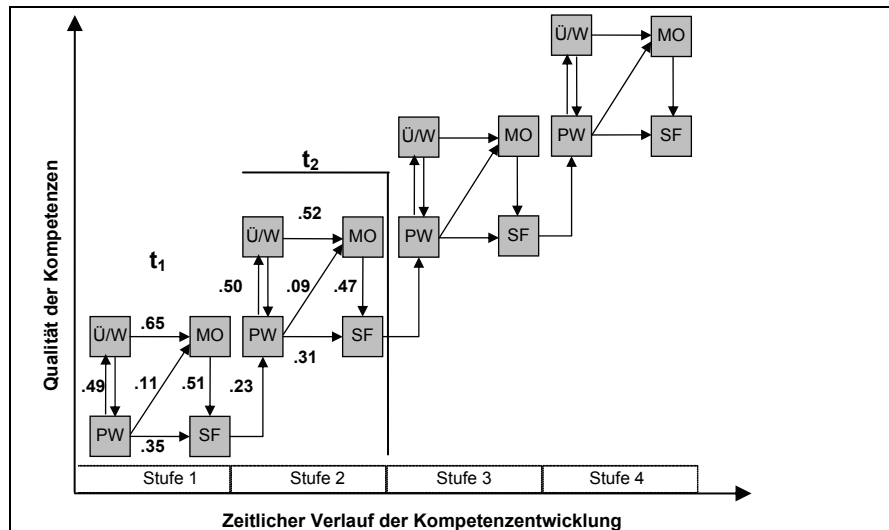 Ü/W MO
Ü/W MO
PW SF
t2
.52
Ü/W MO
PW SF
t1
.50 .09 .47
.65
PW SF
.31
Ü/W MO
.49 .11 .51 .23
PW SF
.35
Stufe 1 Stufe 2 Stufe 3 Stufe 4
Qualität der Kompetenzen
Zeitlicher Verlauf der Kompetenzentwicklung